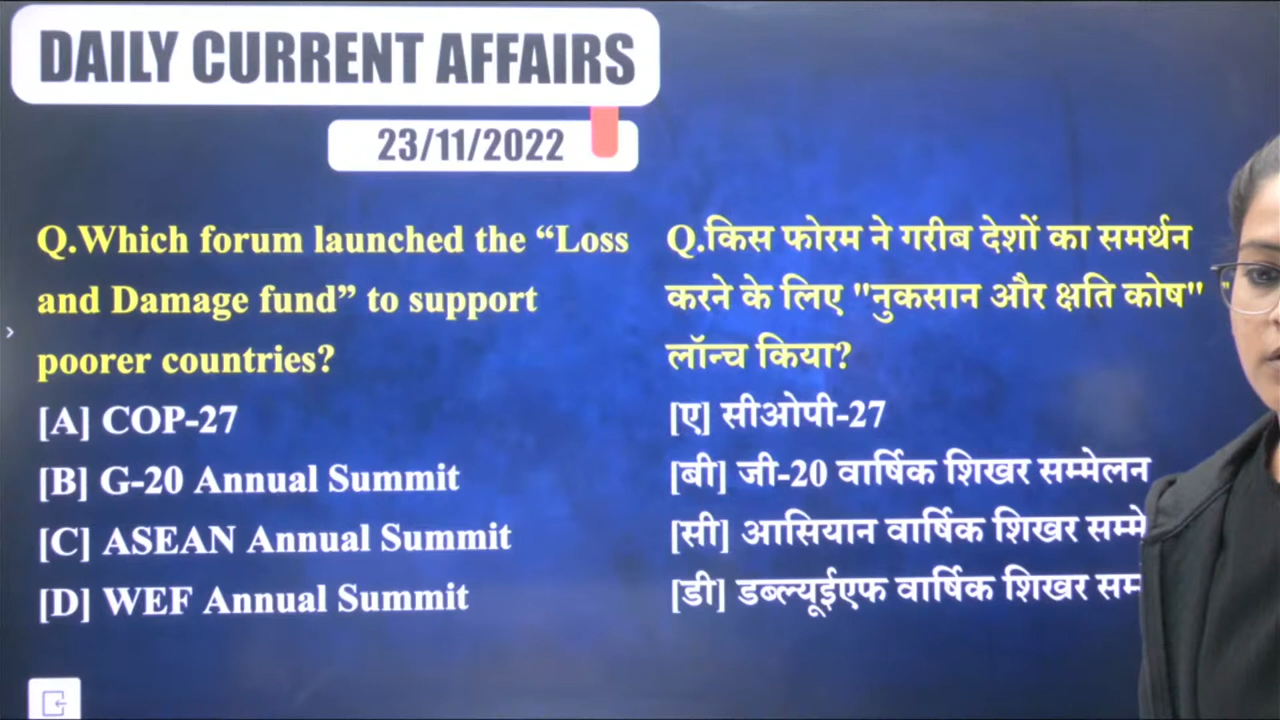 DAILY CURRENT AFFAIRS
23/11/2022
Q.Which forum launched the “Loss
and Damage fund” to support
poorer countries?
[A] COP-27
[B] G-20 Annual Summit
[C] ASEAN Annual Summit
[D] WEF Annual Summit
Q.किस फोरम ने गरीब देशों का समर्थन
करने के लिए "नुकसान और क्षति कोष"
लॉन्च किया?
[ए] सीओपी-27
[बी] जी-20 वार्षिक शिखर सम्मेलन
[सी] आसियान वार्षिक शिखर
[डी] डब्ल्यूईएफ वार्षिक शिखर